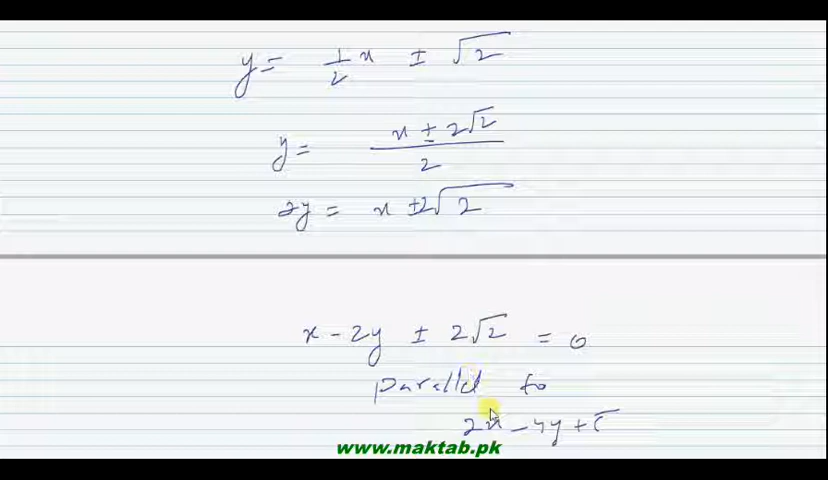 y = 1/2 x ± √2
y = (x ± 2√2)/2
2y = x ± 2√2
x - 2y ± 2√2 = 0
parallel to
2x - 4y + 5
www.maktab.pk